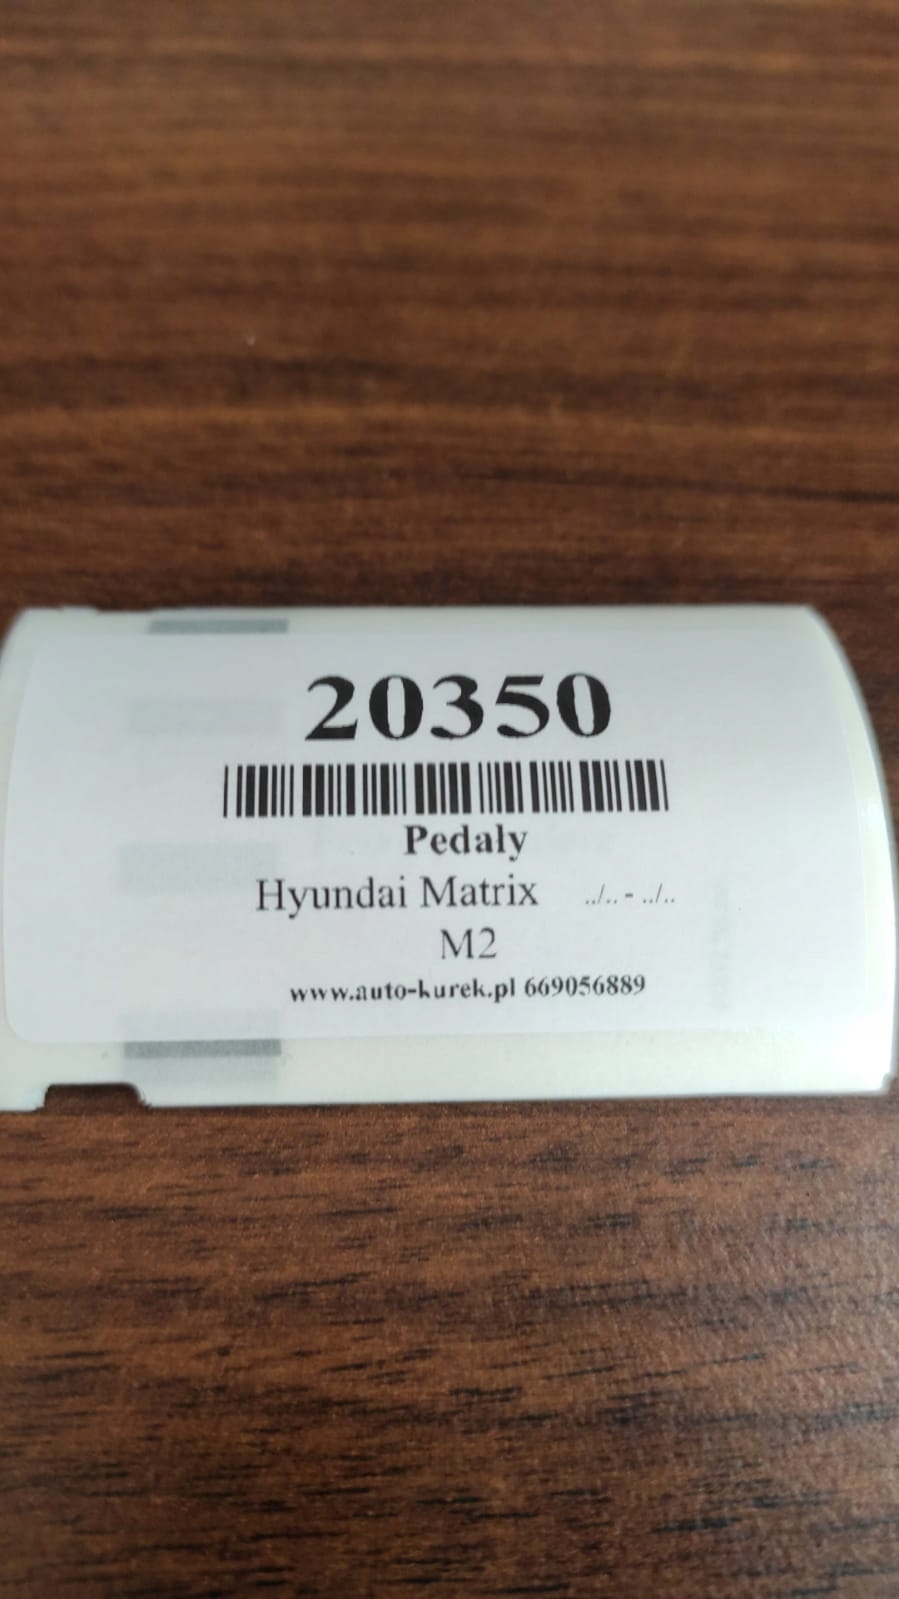 20350
Pedały
Hyundai Matrix ../.. - ../..
M2
www.auto-kurek.pl 669056889